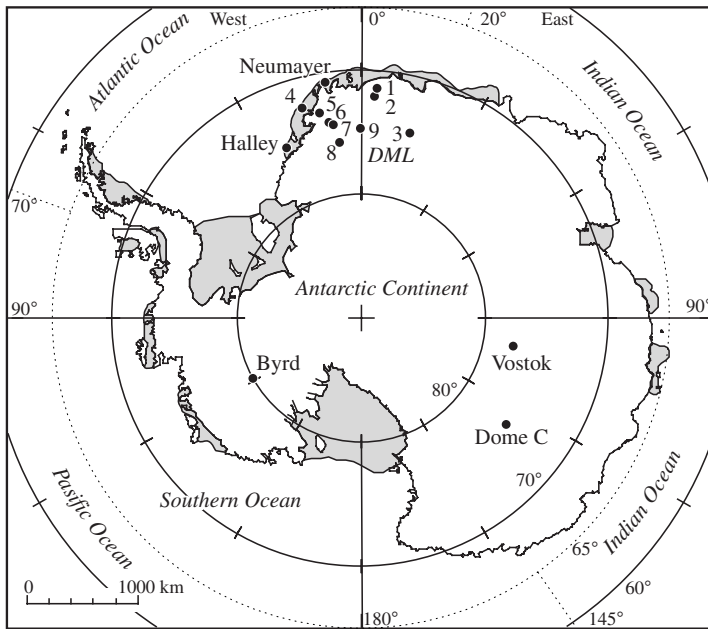 West
0°
20°
East
Atlantic Ocean
Indian Ocean
Neumayer
1
2
4
5
6
7
9
3
8
DML
Halley
70°
Antarctic Continent
90°
90°
Byrd
Vostok
80°
Dome C
70°
Southern Ocean
Pasific Ocean
Indian Ocean
65°
60°
0
1000 km
180°
145°